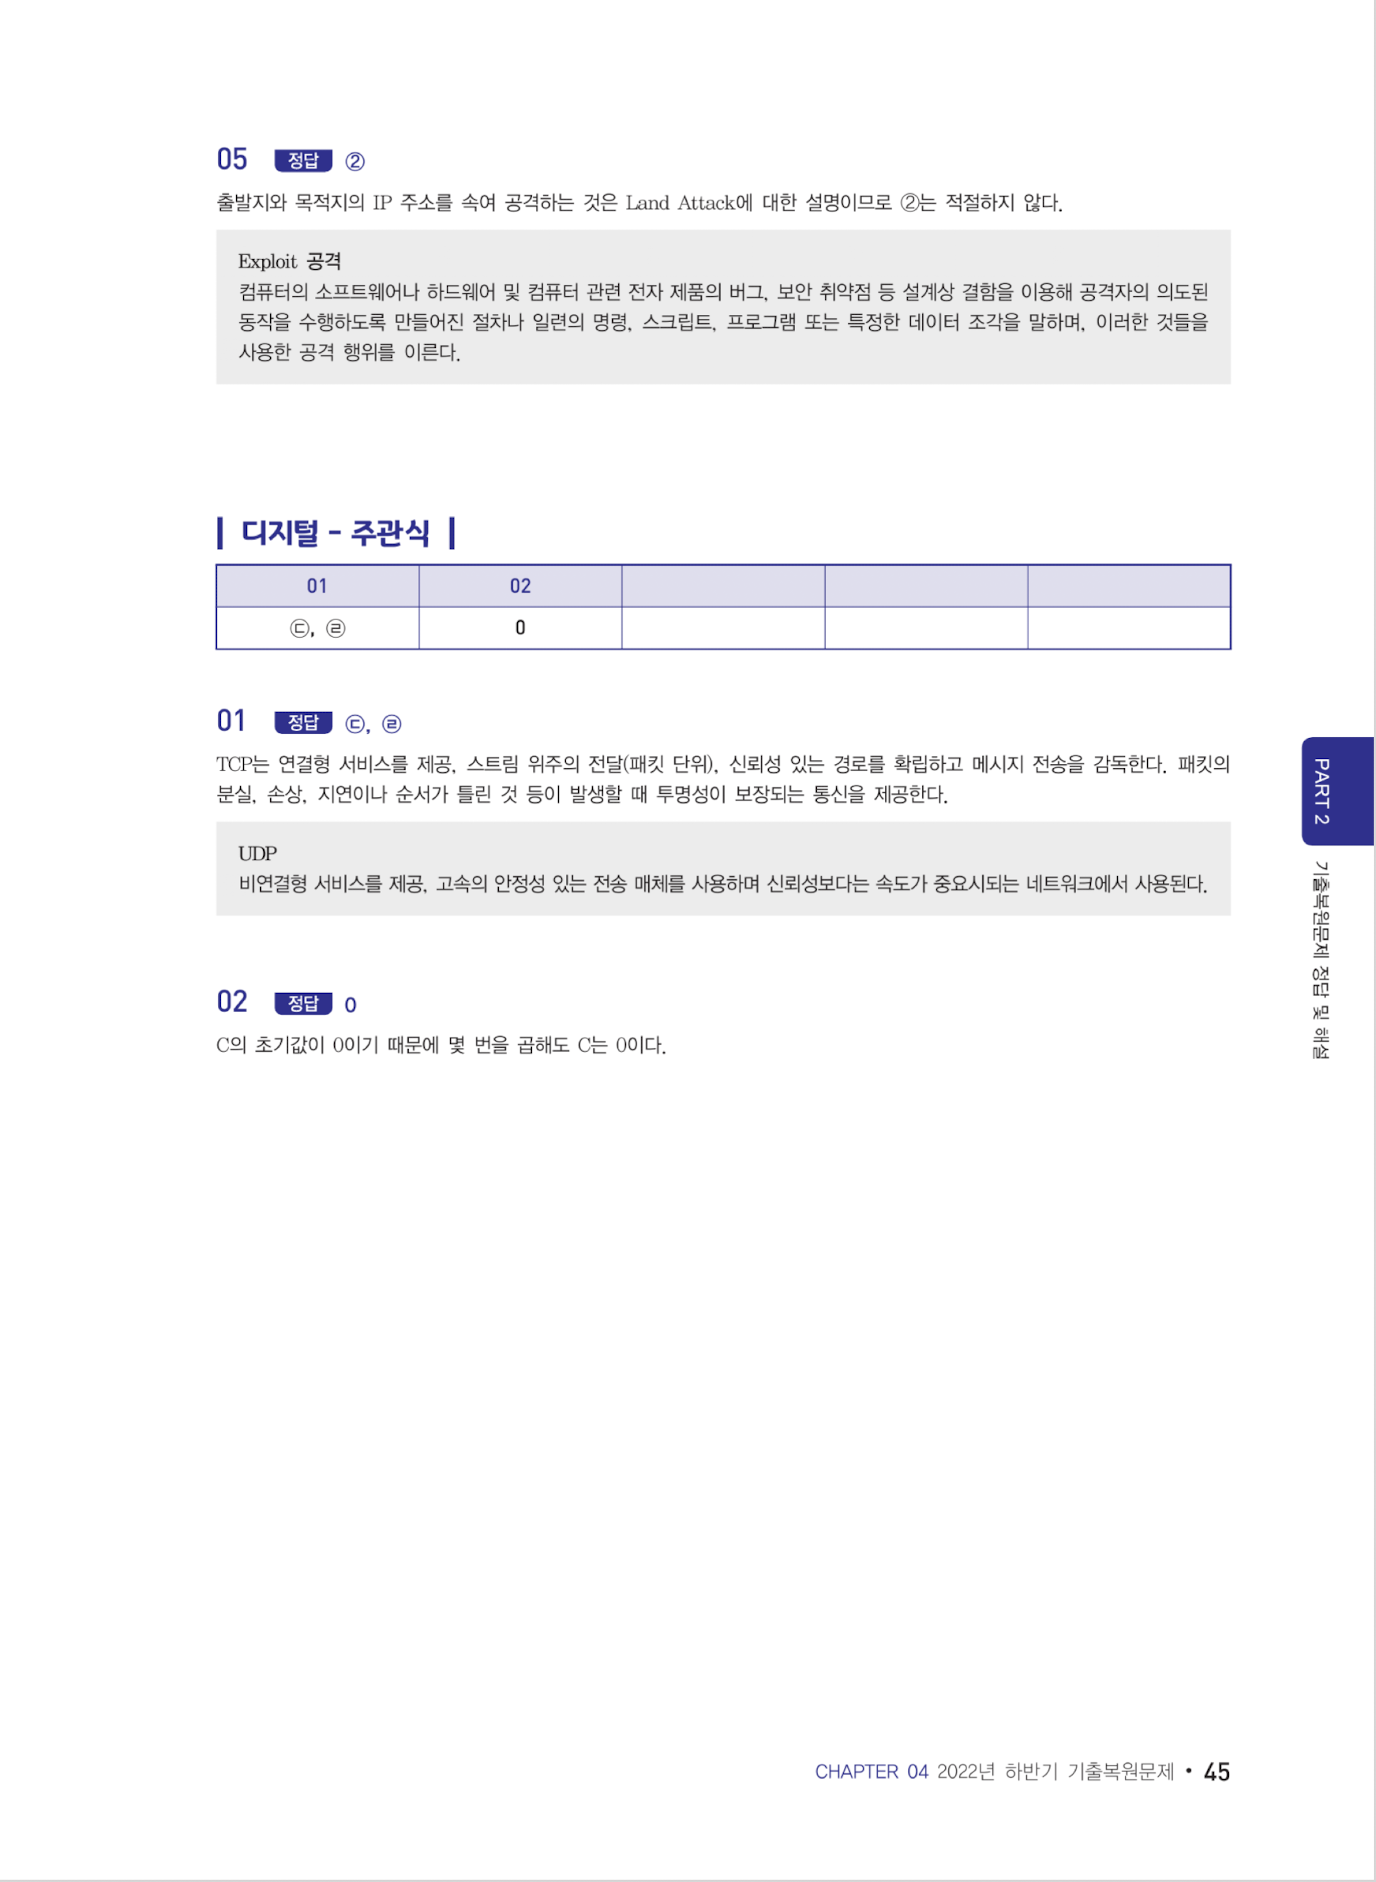 05 정답 ②
출발지와 목적지의 IP 주소를 속여 공격하는 것은 Land Attack에 대한 설명이므로 ②는 적절하지 않다.
Exploit 공격
컴퓨터의 소프트웨어나 하드웨어 및 컴퓨터 관련 전자 제품의 버그, 보안 취약점 등 설계상 결함을 이용해 공격자의 의도된
동작을 수행하도록 만들어진 절차나 일련의 명령, 스크립트, 프로그램 또는 특정한 데이터 조각을 말하며, 이러한 것들을
사용한 공격 행위를 이른다.
디지털 - 주관식
01 02
㉢, ㉣ 0
01 정답 ㉢, ㉣
TCP는 연결형 서비스를 제공, 스트림 위주의 전달(패킷 단위), 신뢰성 있는 경로를 확립하고 메시지 전송을 감독한다. 패킷의
분실, 손상, 지연이나 순서가 틀린 것 등이 발생할 때 투명성이 보장되는 통신을 제공한다.
UDP
비연결형 서비스를 제공, 고속의 안정성 있는 전송 매체를 사용하며 신뢰성보다는 속도가 중요시되는 네트워크에서 사용된다.
02 정답 0
C의 초기값이 0이기 때문에 몇 번을 곱해도 C는 0이다.
PART 2
기출복원문제 정답 및 해설
CHAPTER 04 2022년 하반기 기출복원문제 • 45